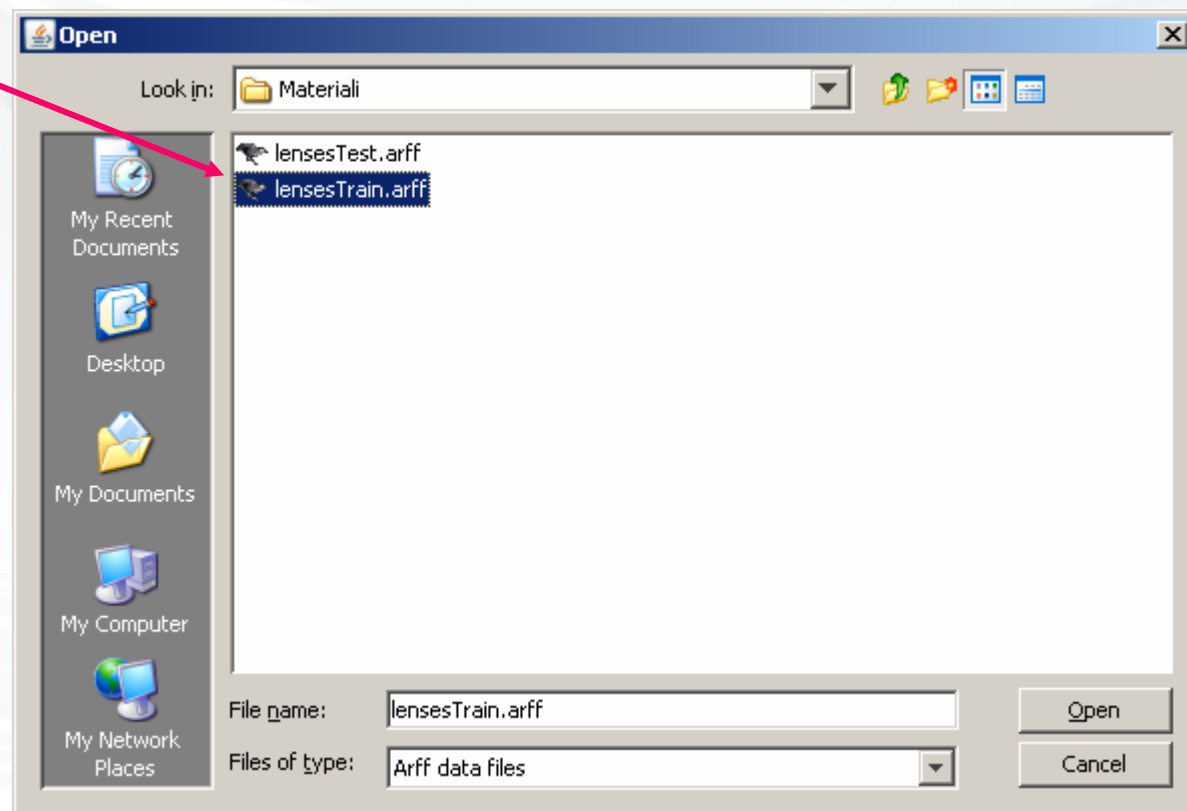 Open
Look in:
Materiali
lensesTest.arff
lensesTrain.arff
My Recent
Documents
Desktop
My Documents
My Computer
My Network
Places
File name:
lensesTrain.arff
Open
Files of type:
Arff data files
Cancel